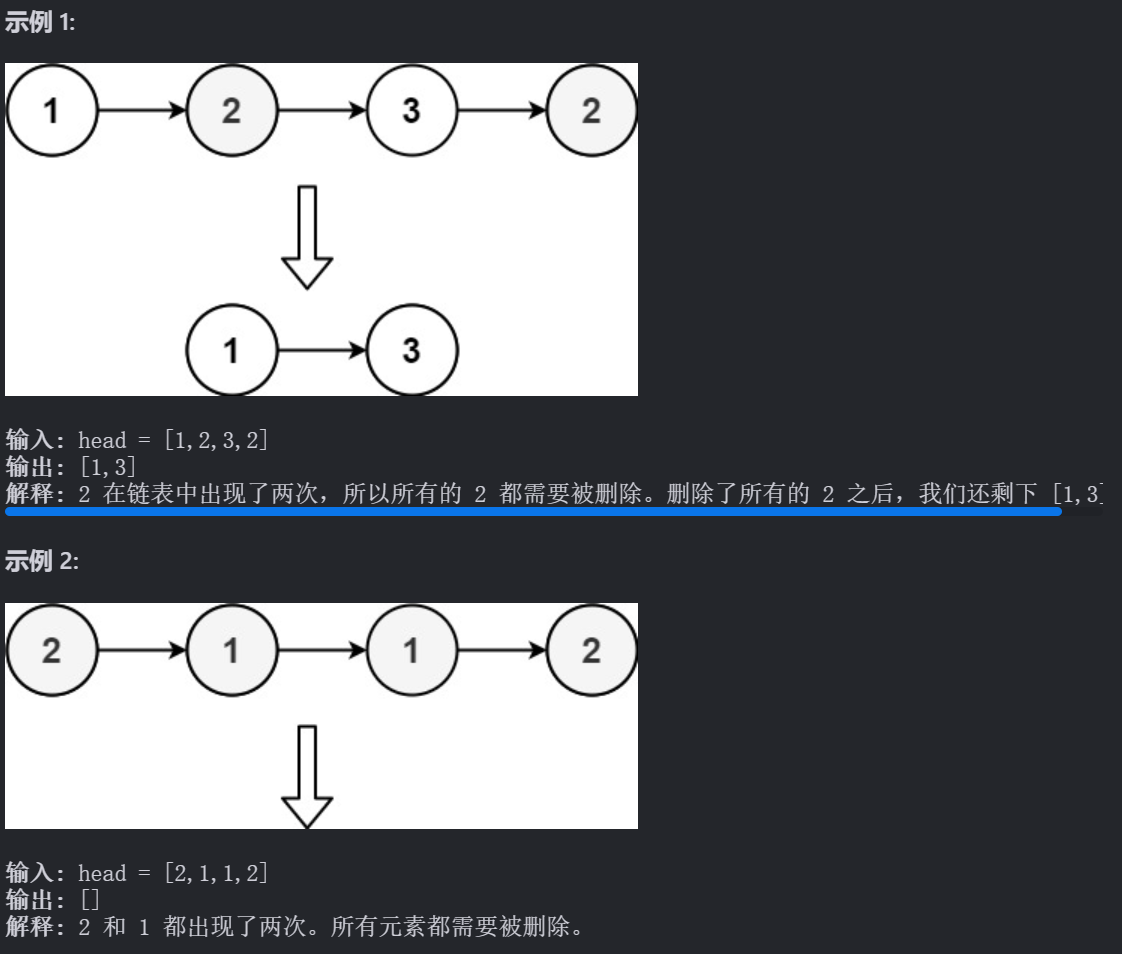 示例 1:
1 2 3 2
1 3
输入: head = [1,2,3,2]
输出: [1,3]
解释: 2 在链表中出现了两次,所以所有的 2 都需要被删除。删除了所有的 2 之后,我们还剩下 [1,3]
示例 2:
2 1 1 2
输入: head = [2,1,1,2]
输出: []
解释: 2 和 1 都出现了两次。所有元素都需要被删除。